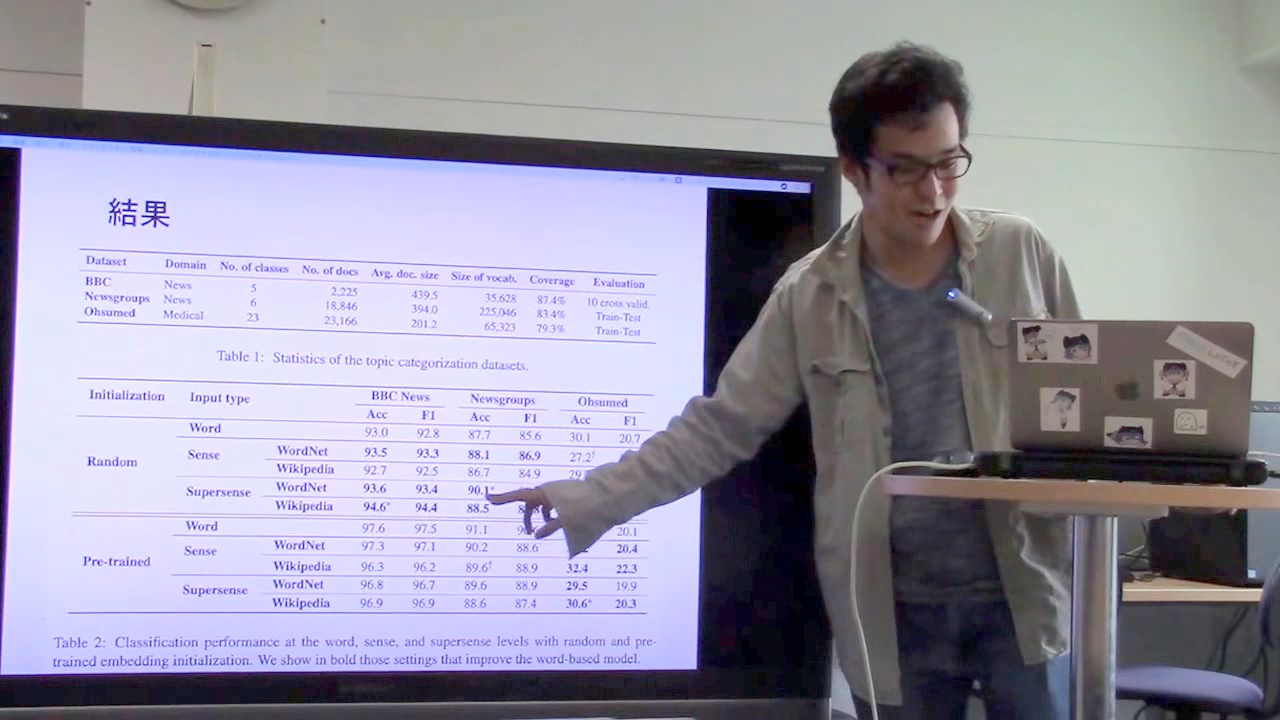 結果
Dataset Domain No. of classes No. of docs Avg. doc. size Size of vocab. Coverage Evaluation
BBC News 5 2,225 439.5 35,628 87.4% 10 cross valid.
Newsgroups News 6 18,846 394.0 225,046 83.4% Train-Test
Ohsumed Medical 23 23,166 201.2 65,323 79.3% Train-Test
Table 1: Statistics of the topic categorization datasets.
Initialization Input type BBC News Newsgroups Ohsumed
Acc F1 Acc F1 Acc F1
Random
Word 93.0 92.8 87.7 85.6 30.1 20.7
Sense WordNet 93.5 93.3 88.1 86.9 27.2†
Wikipedia 92.7 92.5 86.7 84.9
Supersense WordNet 93.6 93.4 90.1*
Wikipedia 94.6* 94.4 88.5
Pre-trained
Word 97.6 97.5 91.1 20.1
Sense WordNet 97.3 97.1 90.2 88.6 20.4
Wikipedia 96.3 96.2 89.6† 88.9 32.4 22.3
Supersense WordNet 96.8 96.7 89.6 88.9 29.5 19.9
Wikipedia 96.9 96.9 88.6 87.4 30.6* 20.3
Table 2: Classification performance at the word, sense, and supersense levels with random and pre-
trained embedding initialization. We show in bold those settings that improve the word-based model.
LaTeX